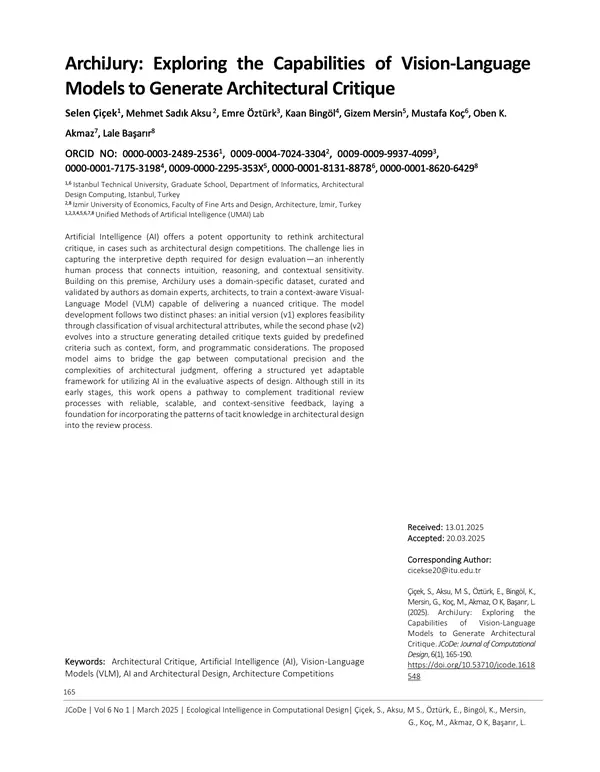 ArchiJury: Exploring the Capabilities of Vision-Language
Models to Generate Architectural Critique
Selen Çiçek1, Mehmet Sadık Aksu 2, Emre Öztürk3, Kaan Bingöl4, Gizem Mersin5, Mustafa Koç6, Oben K.
Akmaz7, Lale Başarır8
ORCID NO: 0000-0003-2489-25361, 0009-0004-7024-33042, 0009-0009-9937-40993,
0000-0001-7175-31984, 0009-0000-2295-353X5, 0000-0001-8131-88786, 0000-0001-8620-64298
1,6 Istanbul Technical University, Graduate School, Department of Informatics, Architectural
Design Computing, Istanbul, Turkey
2,8 Izmir University of Economics, Faculty of Fine Arts and Design, Architecture, İzmir, Turkey
1,2,3,4,5,6,7,8 Unified Methods of Artificial Intelligence (UMAI) Lab
Artificial Intelligence (AI) offers a potent opportunity to rethink architectural
critique, in cases such as architectural design competitions. The challenge lies in
capturing the interpretive depth required for design evaluation—an inherently
human process that connects intuition, reasoning, and contextual sensitivity.
Building on this premise, ArchiJury uses a domain-specific dataset, curated and
validated by authors as domain experts, architects, to train a context-aware Visual-
Language Model (VLM) capable of delivering a nuanced critique. The model
development follows two distinct phases: an initial version (v1) explores feasibility
through classification of visual architectural attributes, while the second phase (v2)
evolves into a structure generating detailed critique texts guided by predefined
criteria such as context, form, and programmatic considerations. The proposed
model aims to bridge the gap between computational precision and the
complexities of architectural judgment, offering a structured yet adaptable
framework for utilizing AI in the evaluative aspects of design. Although still in its
early stages, this work opens a pathway to complement traditional review
processes with reliable, scalable, and context-sensitive feedback, laying a
foundation for incorporating the patterns of tacit knowledge in architectural design
into the review process.
Received: 13.01.2025
Accepted: 20.03.2025
Corresponding Author:
cicekse20@itu.edu.tr
Çiçek, S., Aksu, M S., Öztürk, E., Bingöl, K.,
Mersin, G., Koç, M., Akmaz, O K, Başarır, L.
(2025). ArchiJury: Exploring the
Capabilities of Vision-Language
Models to Generate Architectural
Critique. JCoDe: Journal of Computational
Design, 6(1), 165-190.
https://doi.org/10.53710/jcode.1618
548
Keywords: Architectural Critique, Artificial Intelligence (AI), Vision-Language
Models (VLM), AI and Architectural Design, Architecture Competitions
165
JCoDe | Vol 6 No 1 | March 2025 | Ecological Intelligence in Computational Design| Çiçek, S., Aksu, M S., Öztürk, E., Bingöl, K., Mersin,
G., Koç, M., Akmaz, O K, Başarır, L.